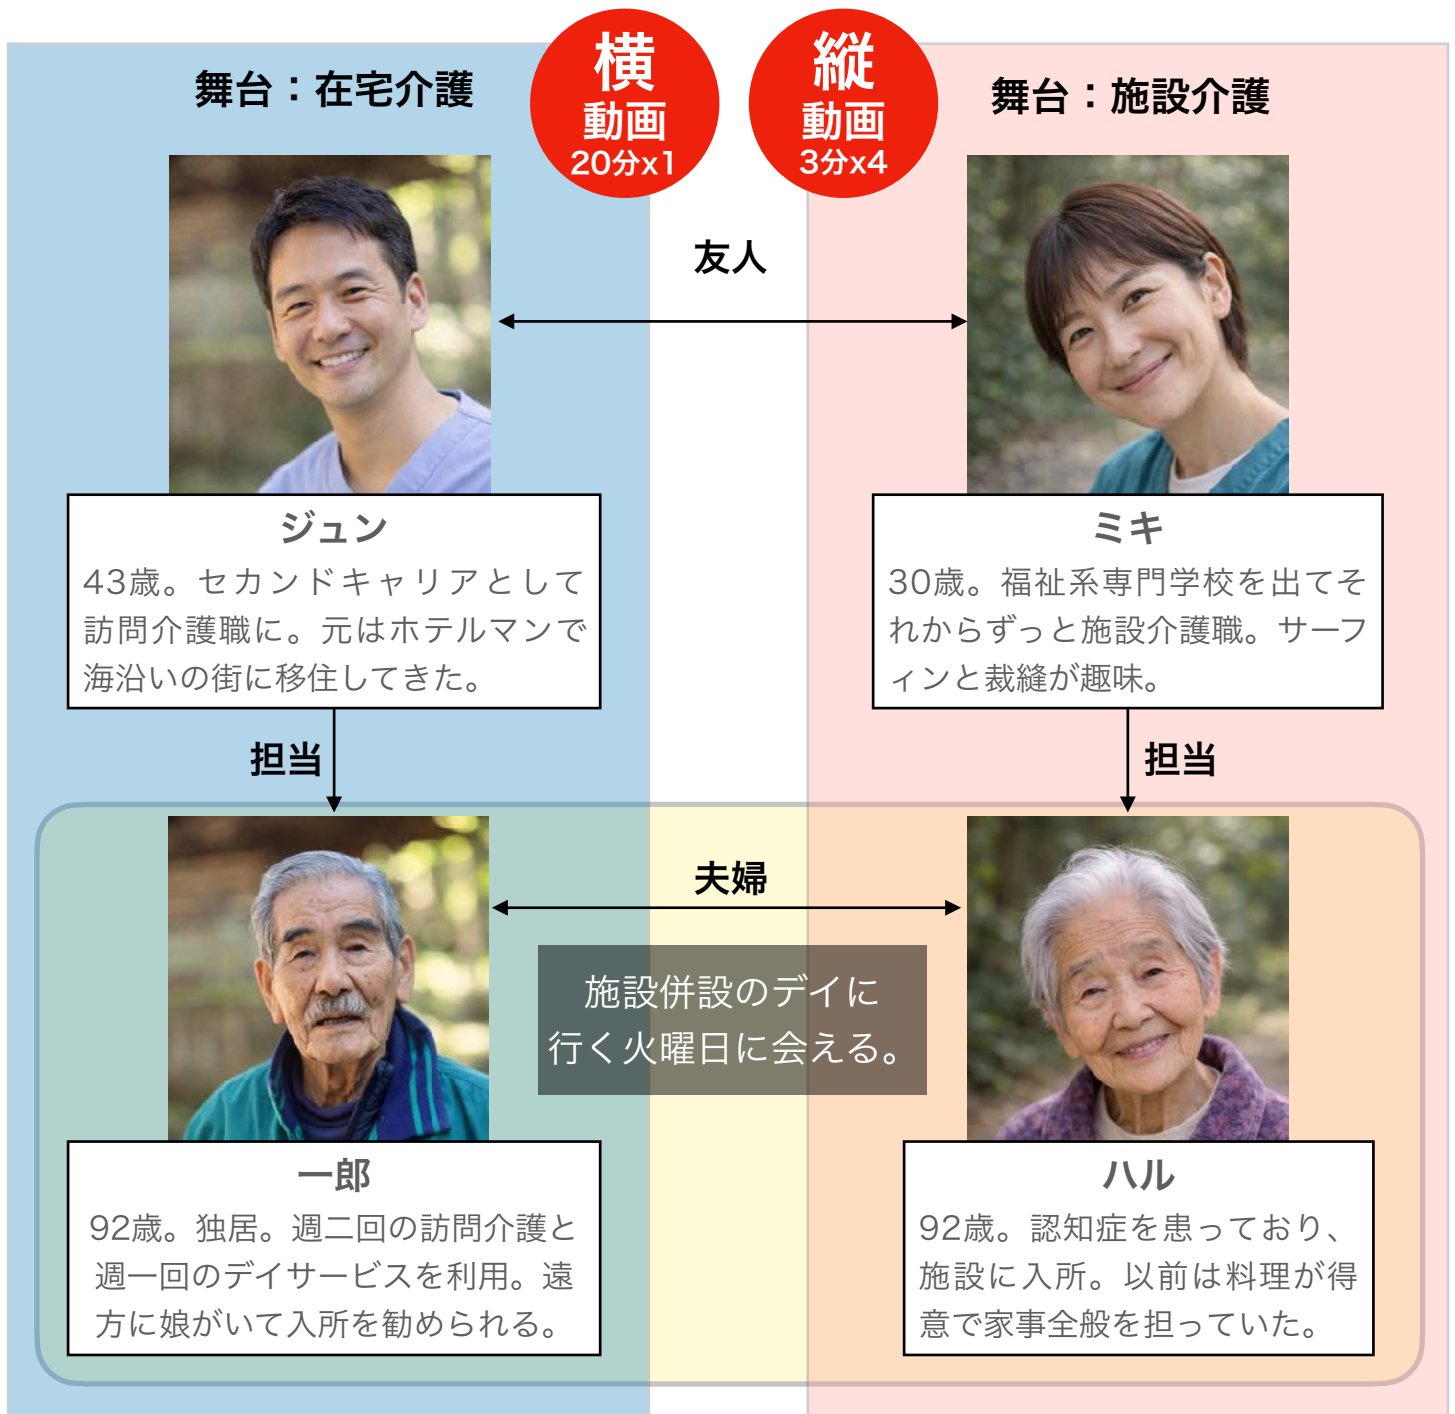 横
動画
20分x1
縦
動画
3分x4
舞台：在宅介護
舞台：施設介護
友人
ジュン
43歳。セカンドキャリアとして
訪問介護職に。元はホテルマンで
海沿いの街に移住してきた。
ミキ
30歳。福祉系専門学校を出てそ
れからずっと施設介護職。サーフ
ィンと裁縫が趣味。
担当
担当
夫婦
施設併設のデイに
行く火曜日に会える。
一郎
92歳。独居。週二回の訪問介護と
週一回のデイサービスを利用。遠
方に娘がいて入所を勧められる。
ハル
92歳。認知症を患っており、
施設に入所。以前は料理が得
意で家事全般を担っていた。